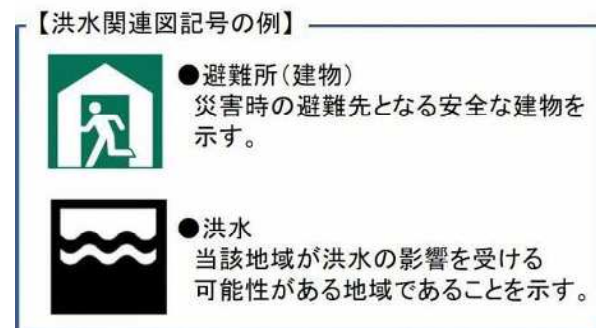 【洪水関連図記号の例】
●避難所(建物)
災害時の避難先となる安全な建物を
示す。
●洪水
当該地域が洪水の影響を受ける
可能性がある地域であることを示す。